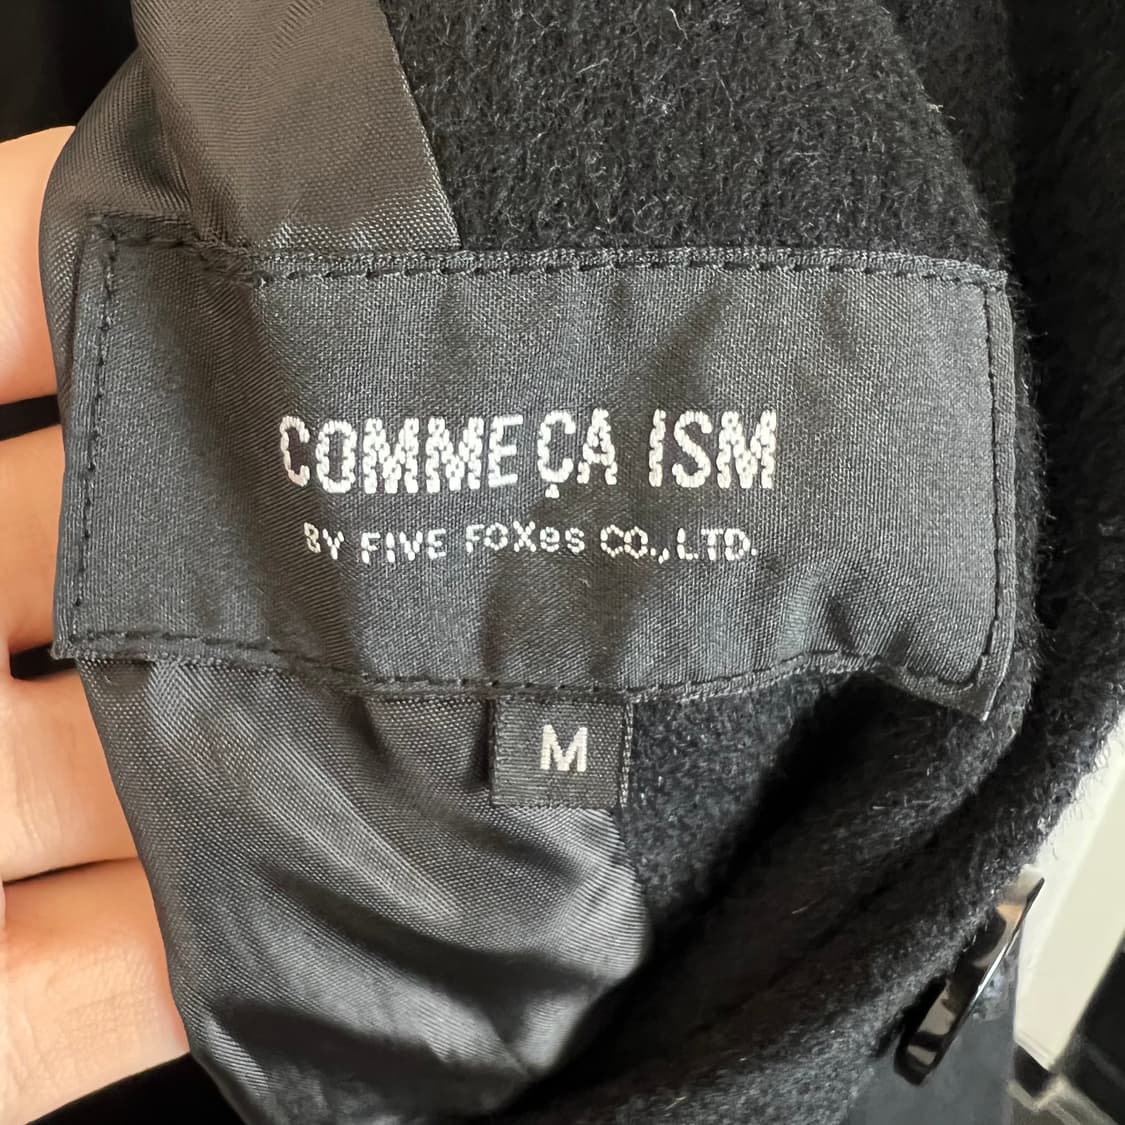 COMME ÇA ISM
BY FIVE FOXes CO.,LTD.
M